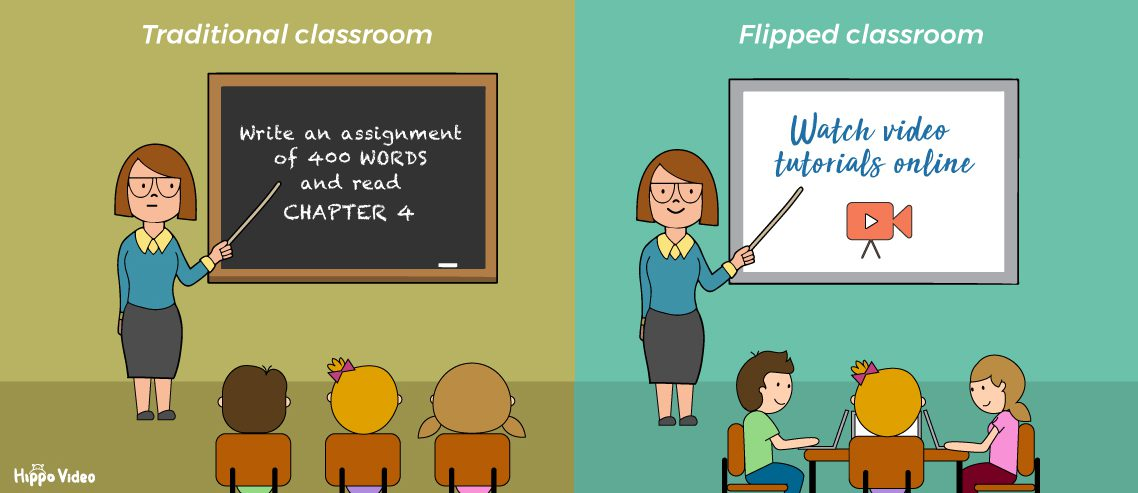 Traditional classroom
Write an assignment
of 400 WORDS
and read
CHAPTER 4
Flipped classroom
Watch video
tutorials online
Hippo Video